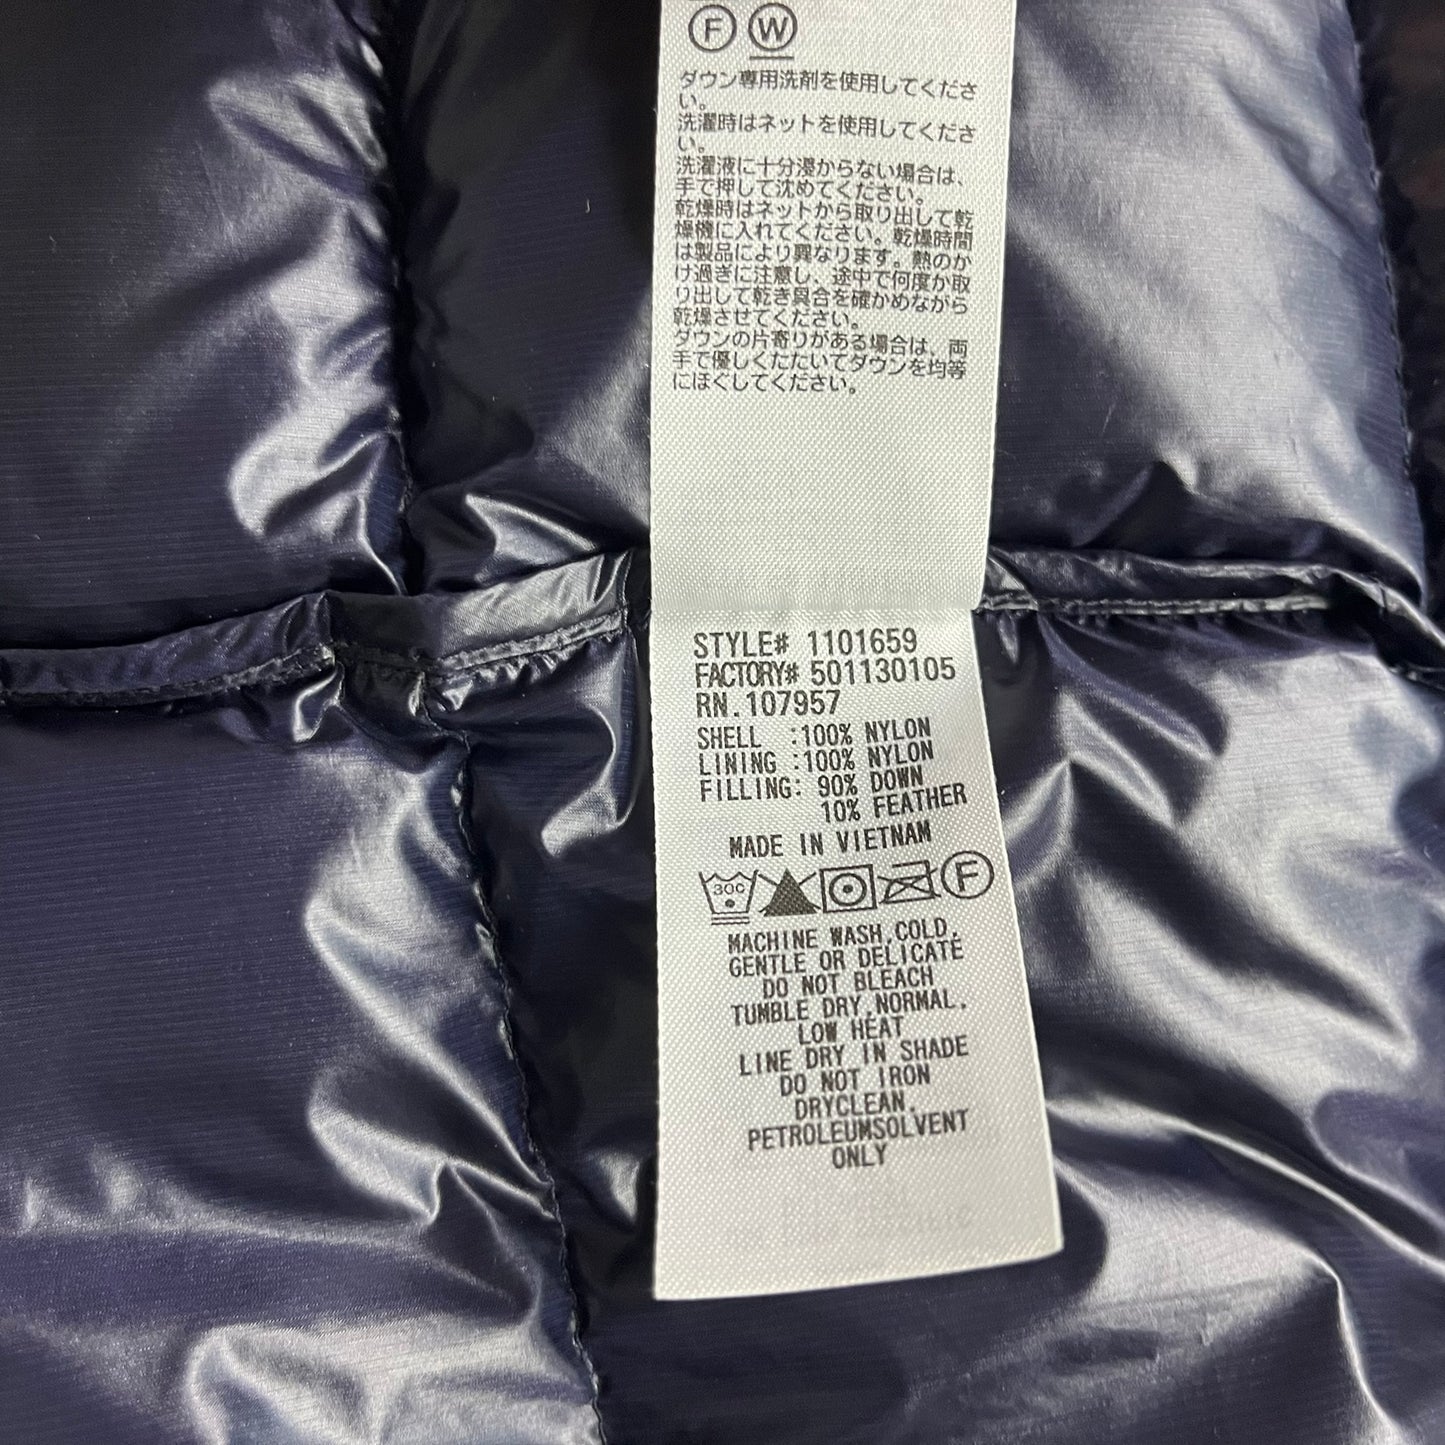 F W
ダウン専用洗剤を使用してくださ
い。
洗濯時はネットを使用してくださ
い。
洗濯液に十分浸からない場合は、
手で押して沈めてください。
乾燥時はネットから取り出して乾
燥機に入れてください。乾燥時間
は製品により異なります。熱のか
け過ぎに注意し、途中で何度か取
り出して乾き具合を確かめながら
乾燥させてください。
ダウンの片寄りがある場合は、両
手で優しくたたいてダウンを均等
にほぐしてください。
STYLE# 1101659
FACTORY# 501130105
RN.107957
SHELL :100% NYLON
LINING :100% NYLON
FILLING: 90% DOWN
10% FEATHER
MADE IN VIETNAM
30C F
MACHINE WASH,COLD,
GENTLE OR DELICATE
DO NOT BLEACH
TUMBLE DRY,NORMAL,
LOW HEAT
LINE DRY IN SHADE
DO NOT IRON
DRYCLEAN,
PETROLEUMSOLVENT
ONLY